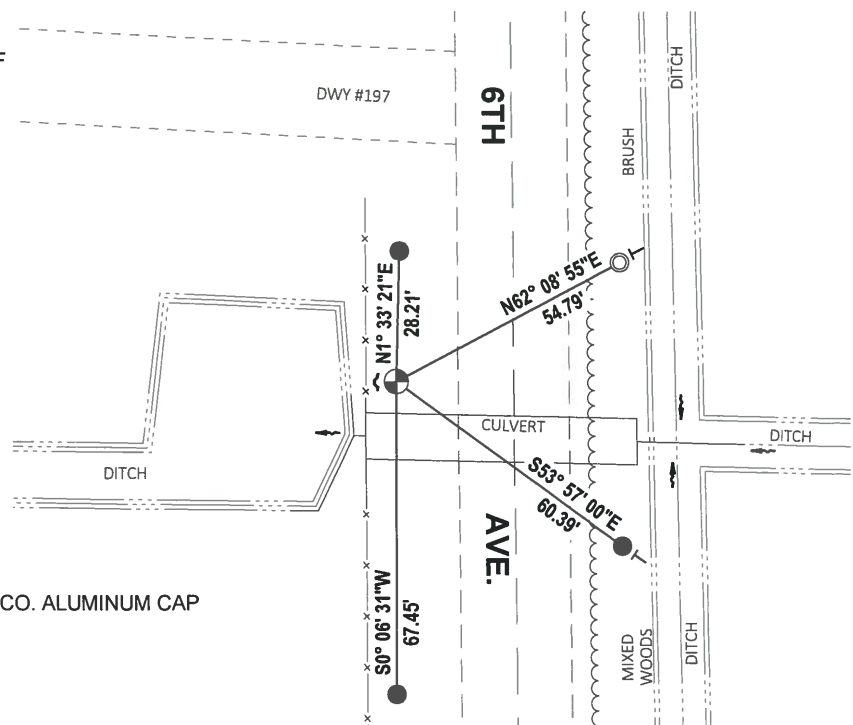 DWY #197
6TH
DITCH
BRUSH
N62° 08' 55"E
54.79'
N1° 33' 21"E
28.21'
CULVERT
DITCH
DITCH
S53° 57' 00"E
60.39'
AVE.
S0° 06' 31"W
67.45'
CO. ALUMINUM CAP
MIXED
WOODS
DITCH